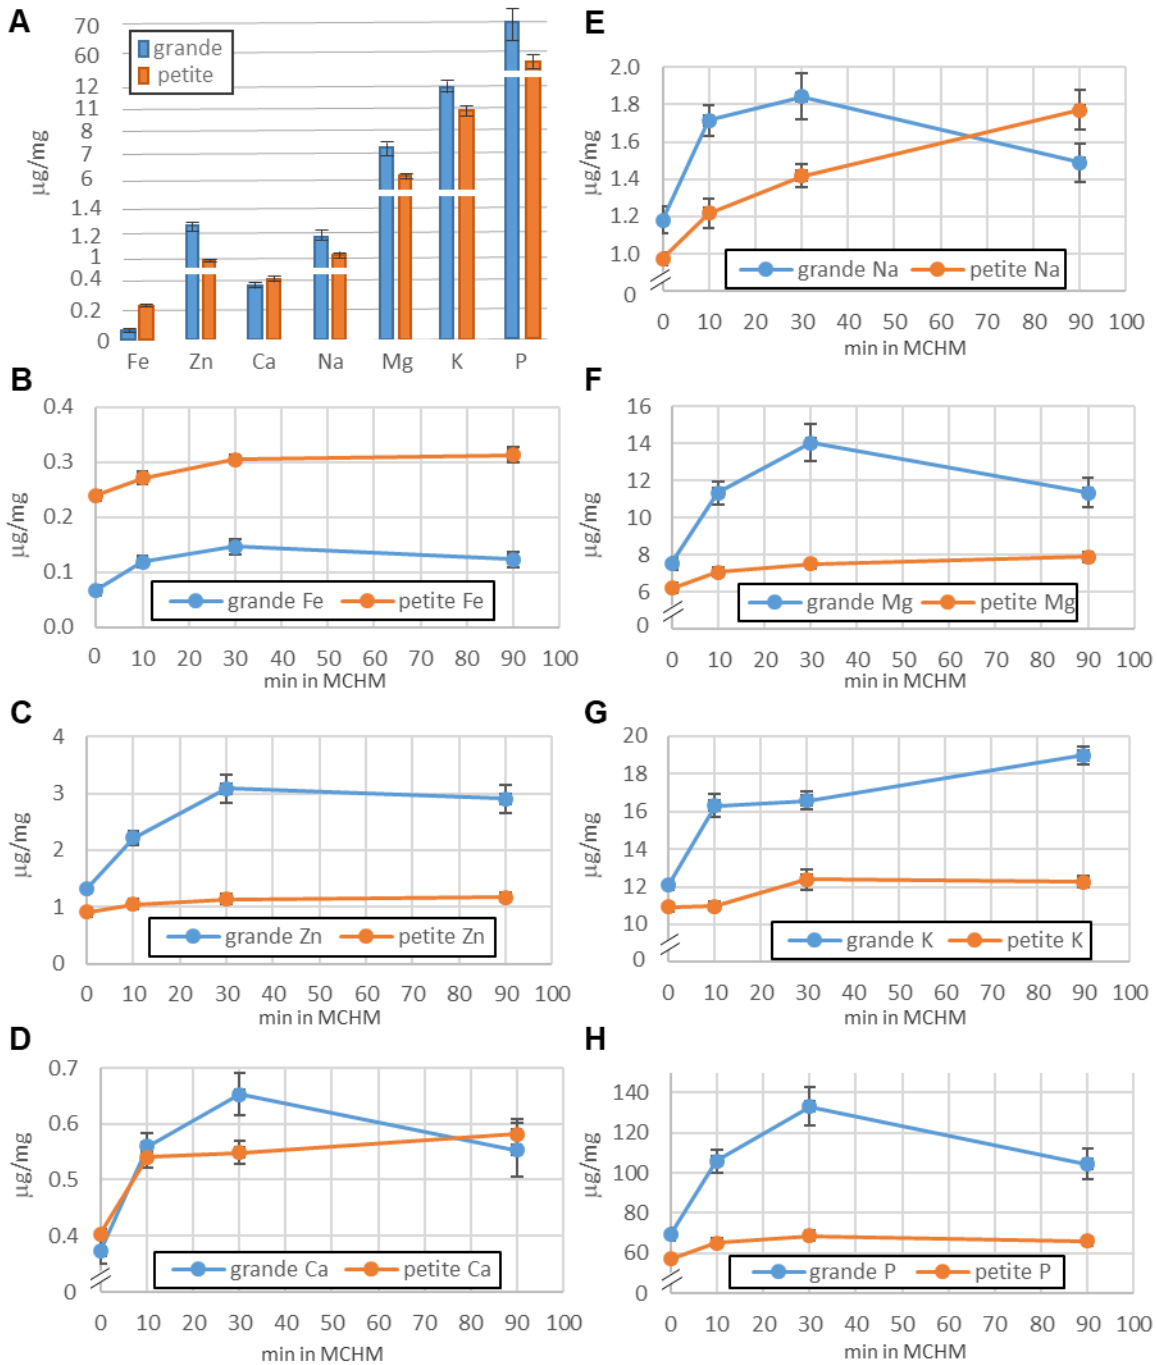 A
µg/mg
70
60
12
11
8
7
6
1.4
1.2
1
0.4
0.2
0
grande
petite
Fe Zn Ca Na Mg K P
B
µg/mg
0.4
0.3
0.2
0.1
0.0
grande Fe petite Fe
0 10 20 30 40 50 60 70 80 90 100
min in MCHM
C
µg/mg
4
3
2
1
0
grande Zn petite Zn
0 10 20 30 40 50 60 70 80 90 100
min in MCHM
D
µg/mg
0.7
0.6
0.5
0.4
0
grande Ca petite Ca
0 10 20 30 40 50 60 70 80 90 100
min in MCHM
E
µg/mg
2.0
1.8
1.6
1.4
1.2
1.0
0
grande Na petite Na
0 10 20 30 40 50 60 70 80 90 100
min in MCHM
F
µg/mg
16
14
12
10
8
6
0
grande Mg petite Mg
0 10 20 30 40 50 60 70 80 90 100
min in MCHM
G
µg/mg
20
18
16
14
12
10
0
grande K petite K
0 10 20 30 40 50 60 70 80 90 100
min in MCHM
H
µg/mg
140
120
100
80
60
0
grande P petite P
0 10 20 30 40 50 60 70 80 90 100
min in MCHM